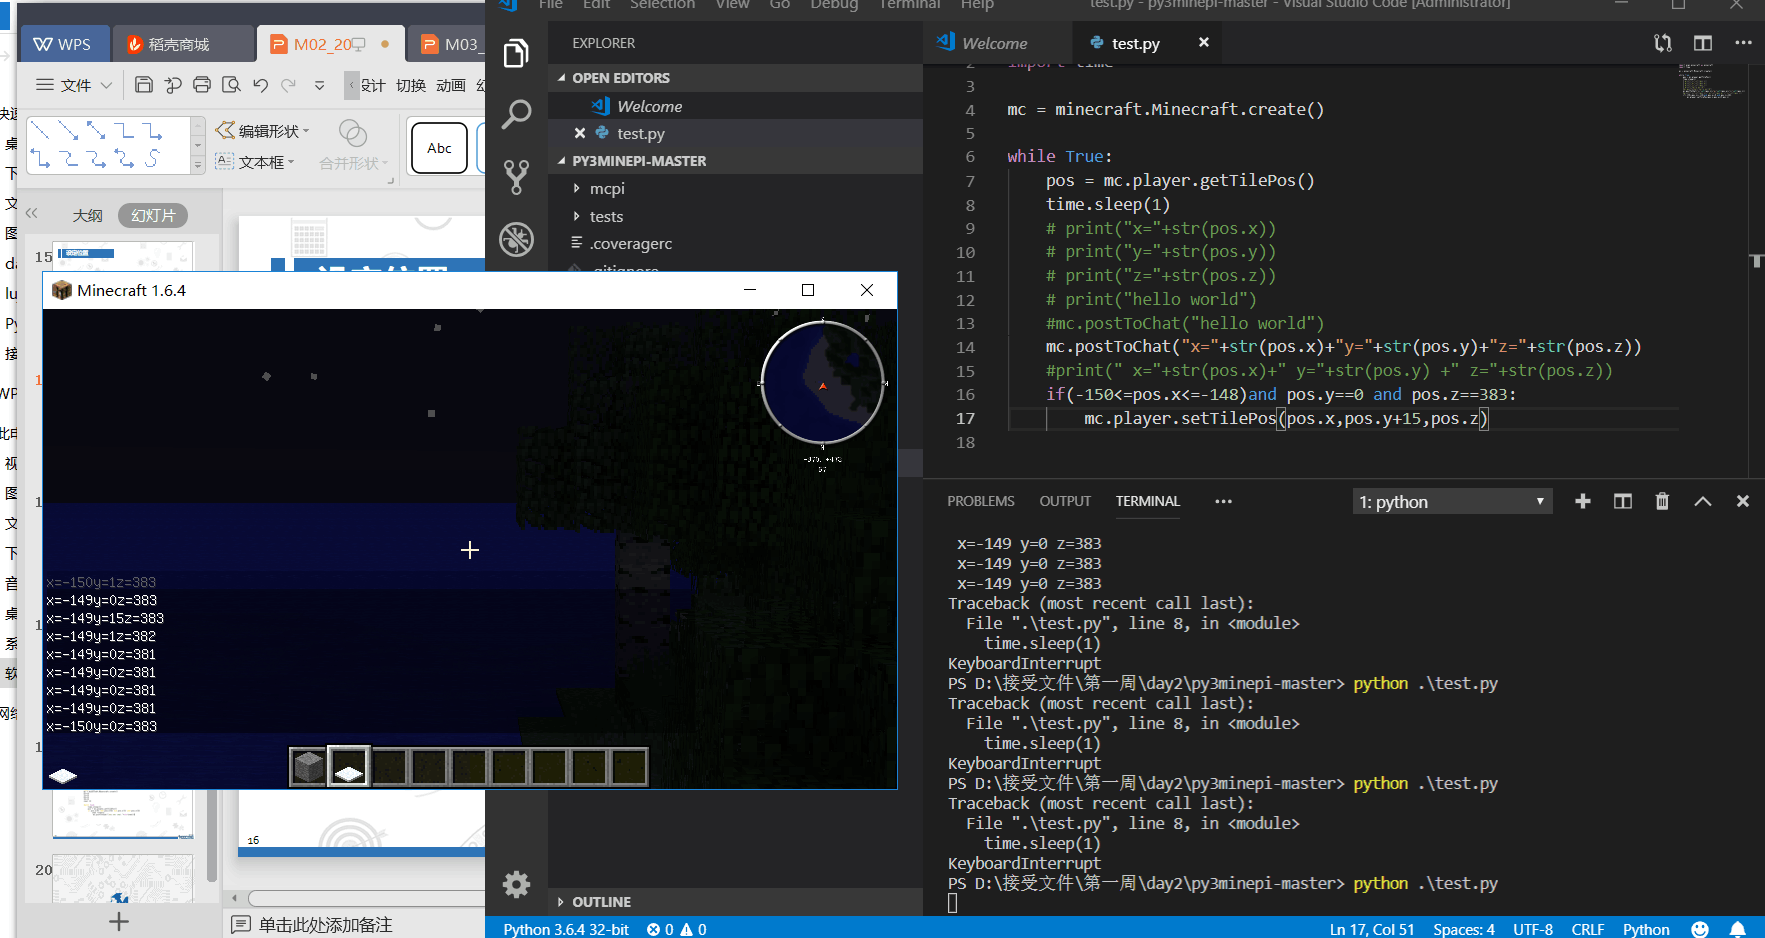 File Edit Selection View Go Debug Terminal Help
test.py - py3minepi-master - Visual Studio Code [Administrator]
WPS
稻壳商城
M02_20
M03_
文件
设计 切换 动画
编辑形状
文本框
合并形状
Abc
大纲
幻灯片
15
20
16
单击此处添加备注
EXPLORER
OPEN EDITORS
Welcome
test.py
PY3MINEPI-MASTER
mcpi
tests
.coveragerc
.gitignore
OUTLINE
Minecraft 1.6.4
x=-150y=1z=383
x=-149y=0z=383
x=-149y=15z=383
x=-149y=1z=382
x=-149y=0z=381
x=-149y=0z=381
x=-149y=0z=381
x=-149y=0z=381
x=-150y=0z=383
Welcome
test.py
2 import time
3
4 mc = minecraft.Minecraft.create()
5
6 while True:
7 pos = mc.player.getTilePos()
8 time.sleep(1)
9 # print("x="+str(pos.x))
10 # print("y="+str(pos.y))
11 # print("z="+str(pos.z))
12 # print("hello world")
13 #mc.postToChat("hello world")
14 mc.postToChat("x="+str(pos.x)+"y="+str(pos.y)+"z="+str(pos.z))
15 #print(" x="+str(pos.x)+" y="+str(pos.y) +" z="+str(pos.z))
16 if(-150<=pos.x<=-148)and pos.y==0 and pos.z==383:
17 mc.player.setTilePos(pos.x,pos.y+15,pos.z)
18
PROBLEMS OUTPUT TERMINAL ••• 1: python
x=-149 y=0 z=383
x=-149 y=0 z=383
x=-149 y=0 z=383
Traceback (most recent call last):
File ".\test.py", line 8, in <module>
time.sleep(1)
KeyboardInterrupt
PS D:\接受文件\第一周\day2\py3minepi-master> python .\test.py
Traceback (most recent call last):
File ".\test.py", line 8, in <module>
time.sleep(1)
KeyboardInterrupt
PS D:\接受文件\第一周\day2\py3minepi-master> python .\test.py
Traceback (most recent call last):
File ".\test.py", line 8, in <module>
time.sleep(1)
KeyboardInterrupt
PS D:\接受文件\第一周\day2\py3minepi-master> python .\test.py
Python 3.6.4 32-bit 0 0
Ln 17, Col 51 Spaces: 4 UTF-8 CRLF Python